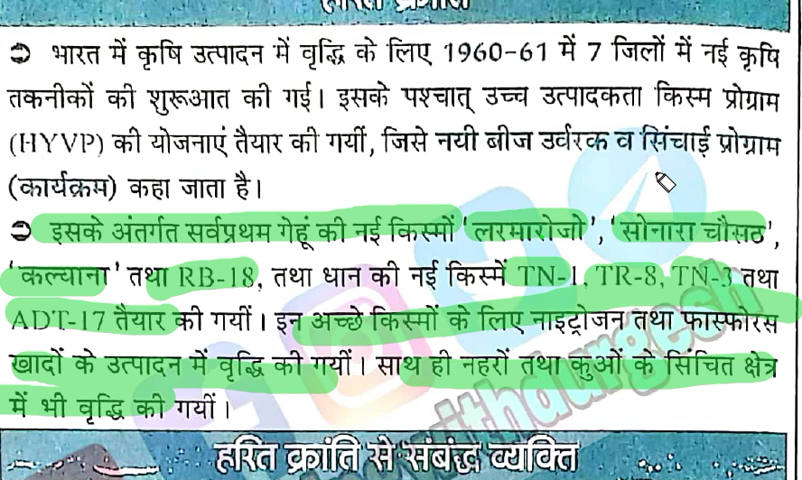 हरित क्रांति
➲ भारत में कृषि उत्पादन में वृद्धि के लिए 1960-61 में 7 जिलों में नई कृषि
तकनीकों की शुरूआत की गई। इसके पश्चात् उच्च उत्पादकता किस्म प्रोग्राम
(HYVP) की योजनाएं तैयार की गयीं, जिसे नयी बीज उर्वरक व सिंचाई प्रोग्राम
(कार्यक्रम) कहा जाता है।
➲ इसके अंतर्गत सर्वप्रथम गेहूं की नई किस्मों 'लरमारोजो', 'सोनारा चौसठ',
'कल्याना' तथा RB-18, तथा धान की नई किस्में TN-1, TR-8, TN-3 तथा
ADT-17 तैयार की गयीं। इन अच्छे किस्मों के लिए नाइट्रोजन तथा फास्फोरस
खादों के उत्पादन में वृद्धि की गयीं। साथ ही नहरों तथा कुओं के सिंचित क्षेत्र
में भी वृद्धि की गयीं।
हरित क्रांति से संबंद्ध व्यक्ति